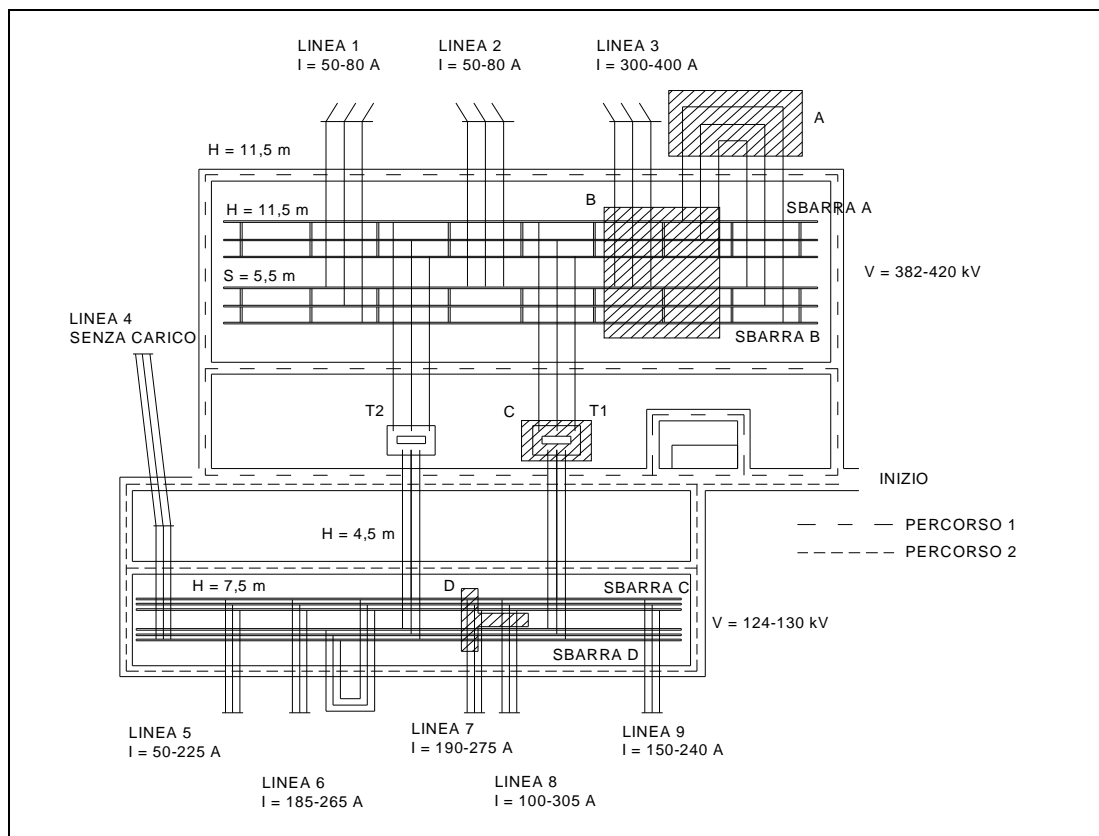 LINEA 1
I = 50-80 A
LINEA 2
I = 50-80 A
LINEA 3
I = 300-400 A
A
H = 11,5 m
B
H = 11,5 m
SBARRA A
S = 5,5 m
V = 382-420 kV
LINEA 4
SENZA CARICO
SBARRA B
T2
C
T1
INIZIO
PERCORSO 1
H = 4,5 m
PERCORSO 2
H = 7,5 m
D
SBARRA C
V = 124-130 kV
SBARRA D
LINEA 5
I = 50-225 A
LINEA 7
I = 190-275 A
LINEA 9
I = 150-240 A
LINEA 6
I = 185-265 A
LINEA 8
I = 100-305 A